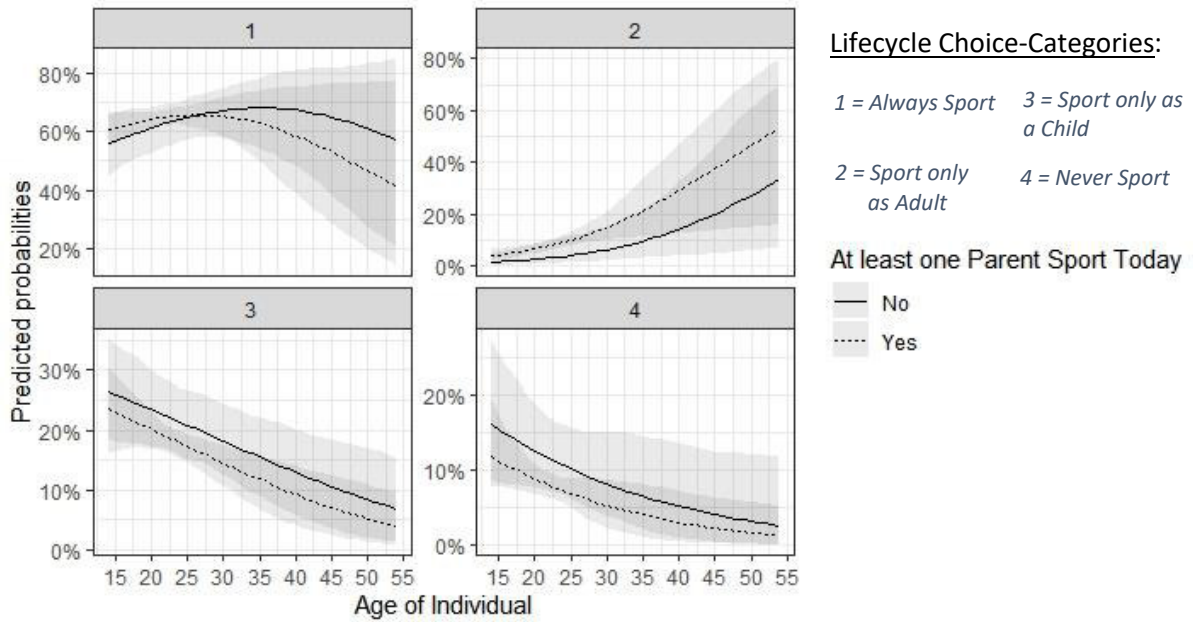 1
2
80%
60%
40%
20%
80%
60%
40%
20%
0%
3
4
30%
20%
10%
0%
20%
10%
0%
15 20 25 30 35 40 45 50 55
15 20 25 30 35 40 45 50 55
Predicted probabilities
Age of Individual
Lifecycle Choice-Categories:
1 = Always Sport
3 = Sport only as
a Child
2 = Sport only
as Adult
4 = Never Sport
At least one Parent Sport Today
No
Yes